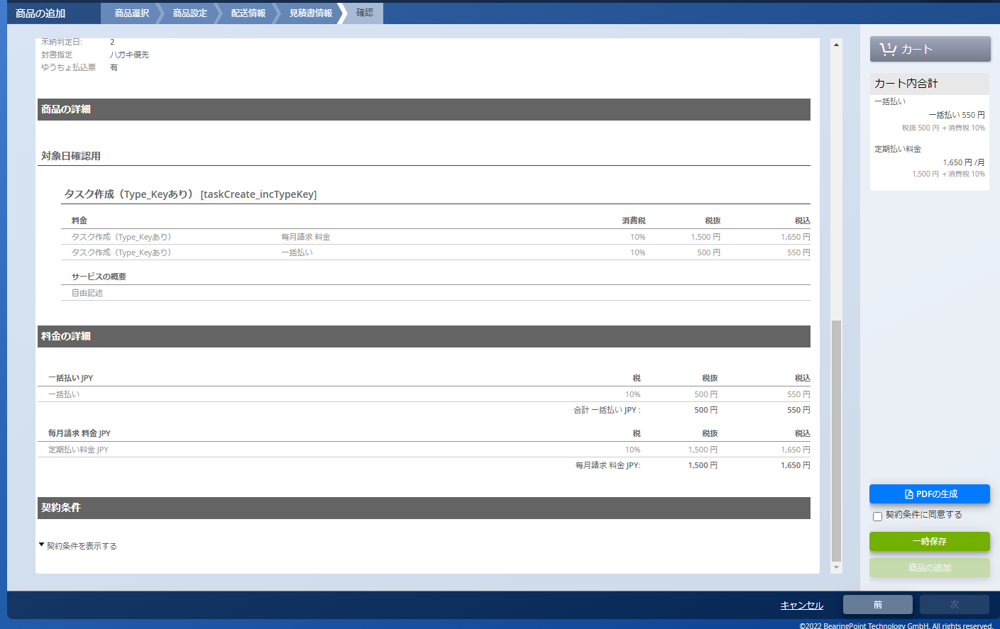 商品の追加 商品選択 商品設定 配送情報 見積書情報 確認
未納判定日: 2
封書指定 ハガキ優先
ゆうちょ払込票 有
商品の詳細
対象日確認用
タスク作成（Type_Keyあり） [taskCreate_incTypeKey]
料金 消費税 税抜 税込
タスク作成（Type_Keyあり） 毎月請求 料金 10% 1,500 円 1,650 円
タスク作成（Type_Keyあり） 一括払い 10% 500 円 550 円
サービスの概要
自由記述
料金の詳細
一括払い JPY 税 税抜 税込
一括払い 10% 500 円 550 円
合計 一括払い JPY : 500 円 550 円
毎月請求 料金 JPY 税 税抜 税込
定期払い料金 JPY 10% 1,500 円 1,650 円
毎月請求 料金 JPY: 1,500 円 1,650 円
契約条件
契約条件を表示する
1 カート
カート内合計
一括払い
一括払い 550 円
税抜 500 円 ＋消費税 10%
定期払い料金
1,650 円 /月
1,500 円 ＋消費税 10%
PDFの生成
契約条件に同意する
一時保存
商品の追加
キャンセル 前 次
©2022 BearingPoint Technology GmbH. All rights reserved.